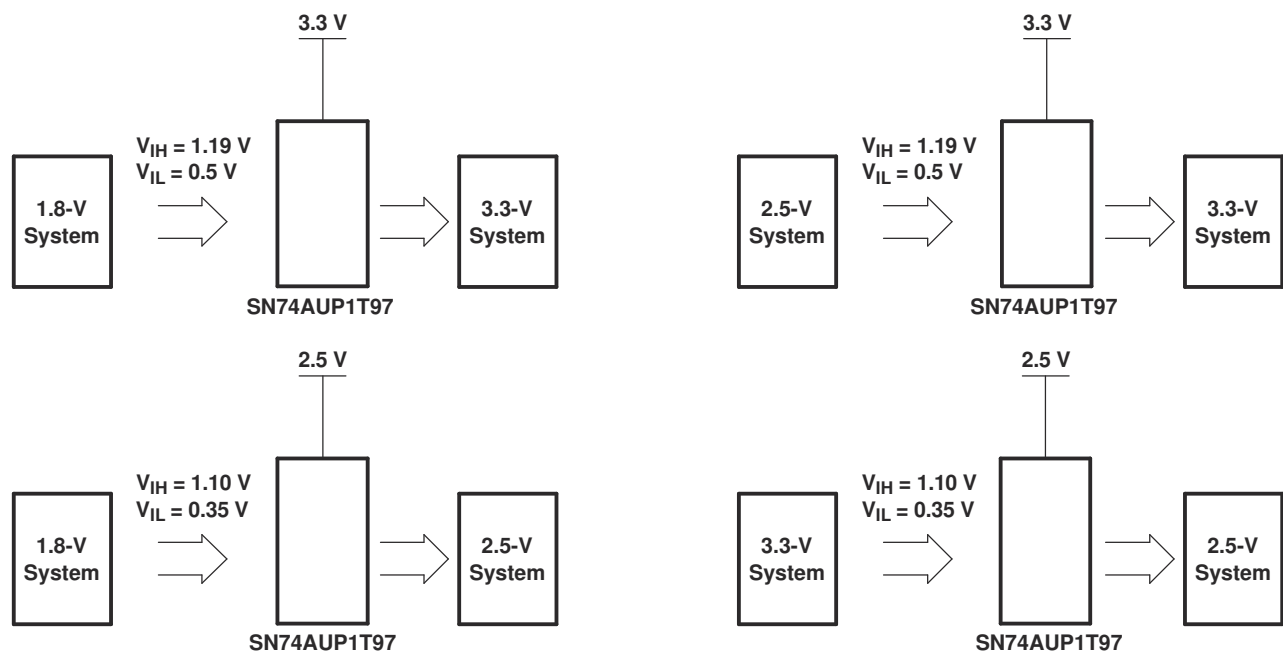 3.3 V
V_IH = 1.19 V
V_IL = 0.5 V
1.8-V
System
3.3-V
System
SN74AUP1T97
3.3 V
V_IH = 1.19 V
V_IL = 0.5 V
2.5-V
System
3.3-V
System
SN74AUP1T97
2.5 V
V_IH = 1.10 V
V_IL = 0.35 V
1.8-V
System
2.5-V
System
SN74AUP1T97
2.5 V
V_IH = 1.10 V
V_IL = 0.35 V
3.3-V
System
2.5-V
System
SN74AUP1T97